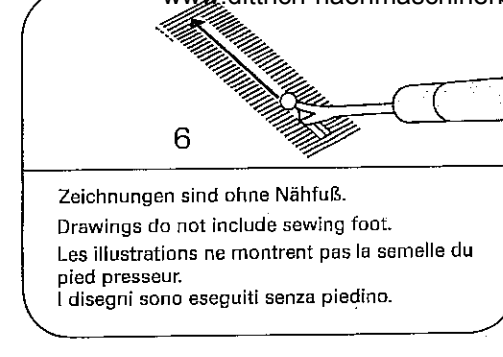 6
Zeichnungen sind ohne Nähfuß.
Drawings do not include sewing foot.
Les illustrations ne montrent pas la semelle du
pied presseur.
I disegni sono eseguiti senza piedino.